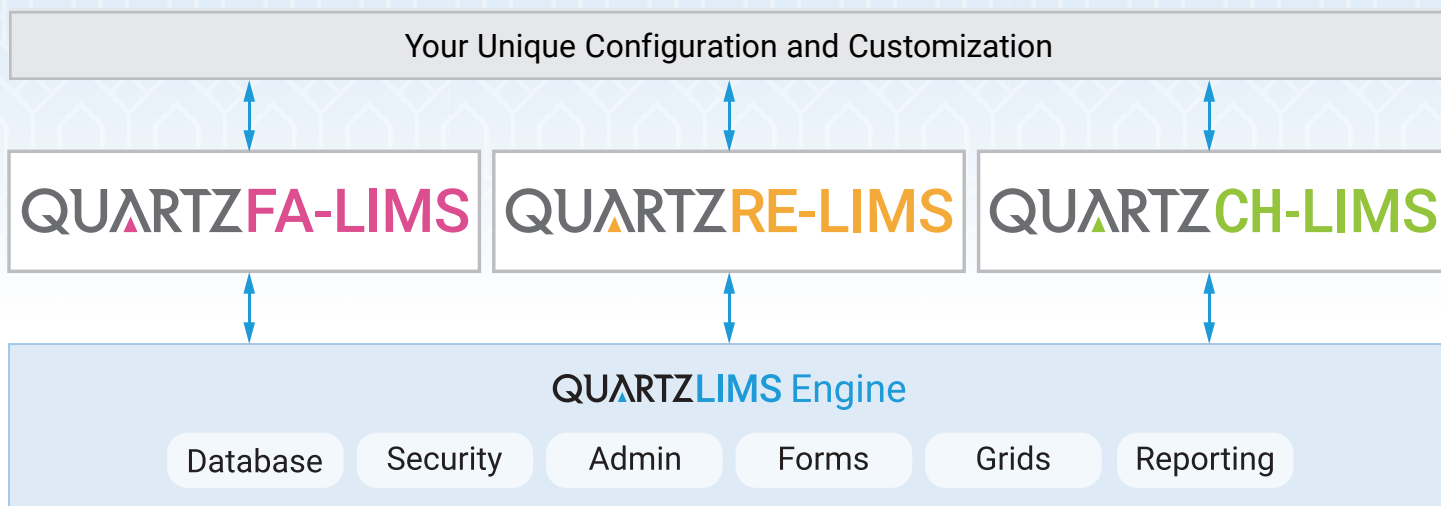 Your Unique Configuration and Customization
QUARTZFA-LIMS QUARTZRE-LIMS QUARTZCH-LIMS
QUARTZLIMS Engine
Database Security Admin Forms Grids Reporting